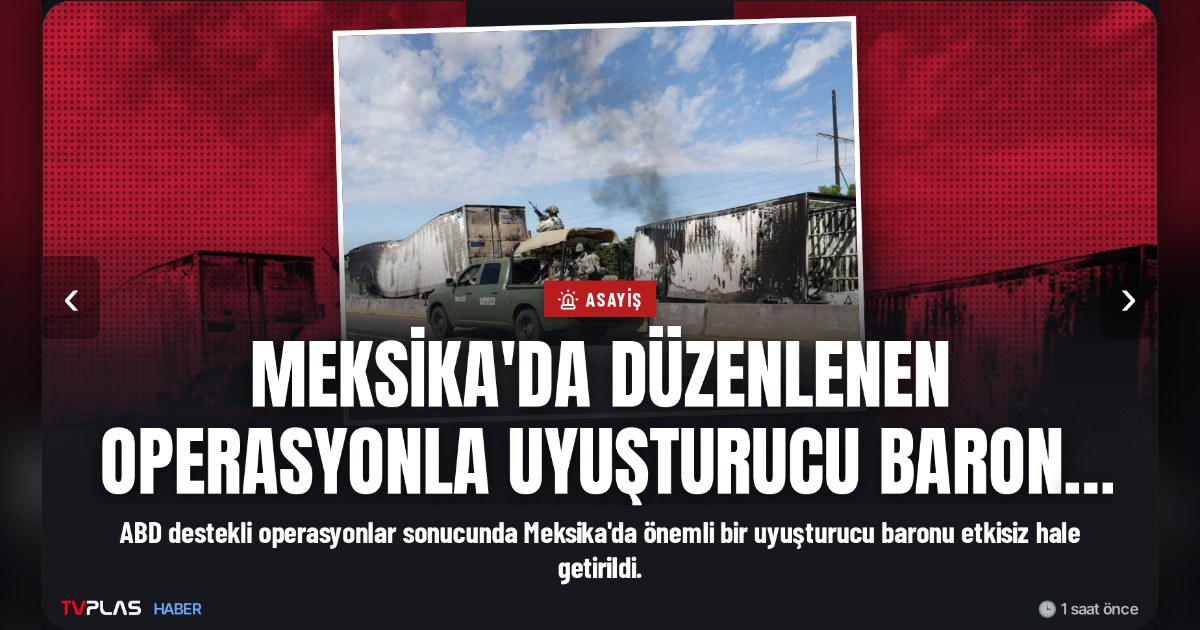 ASAYİŞ
MEKSİKA'DA DÜZENLENEN
OPERASYONLA UYUŞTURUCU BARON...
ABD destekli operasyonlar sonucunda Meksika'da önemli bir uyuşturucu baronu etkisiz hale
getirildi.
TVPLAS HABER
1 saat önce